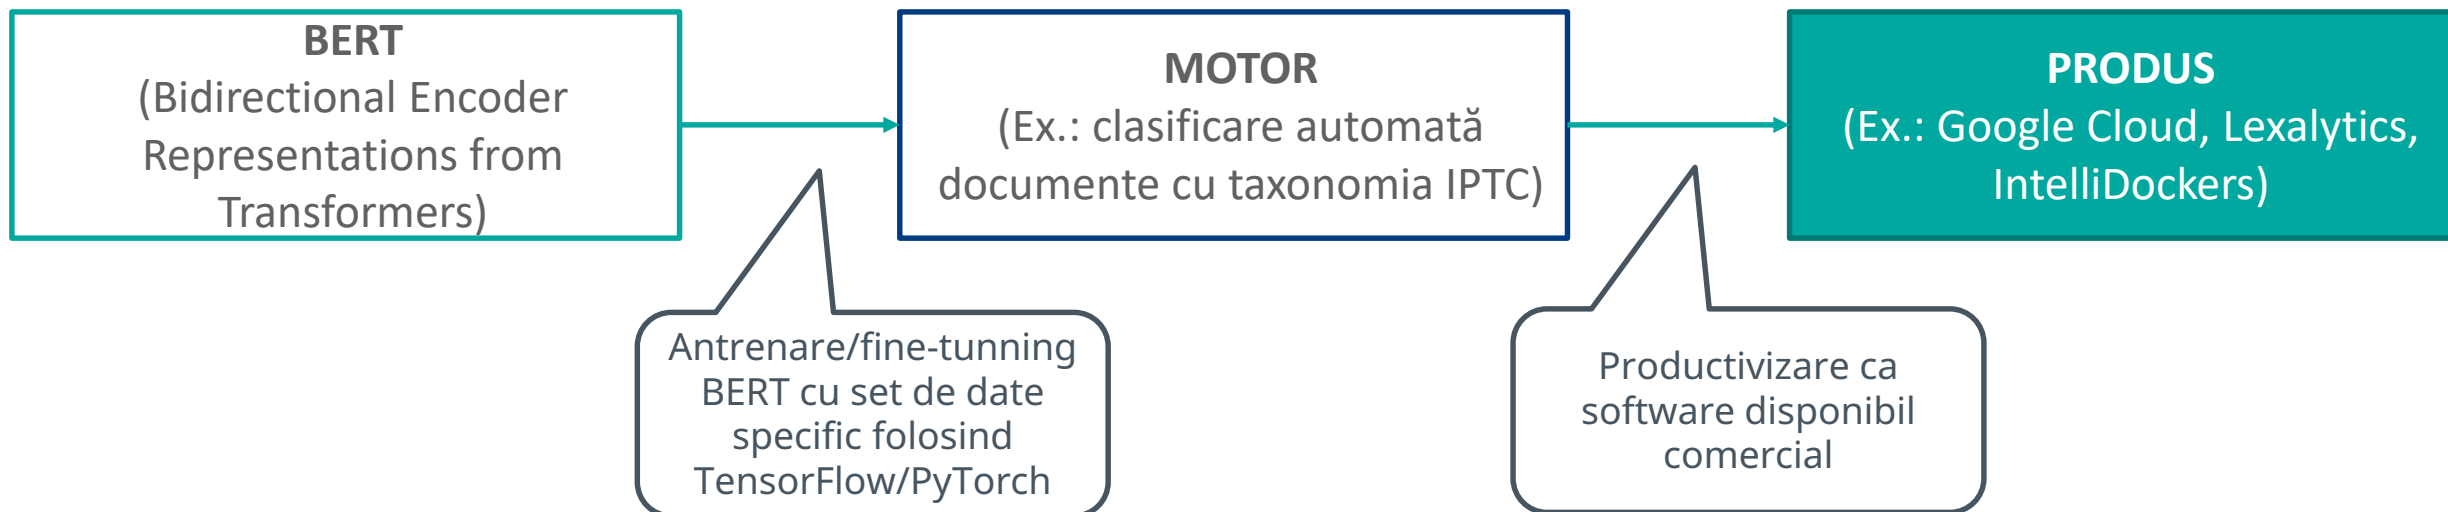 BERT
(Bidirectional Encoder
Representations from
Transformers)
MOTOR
(Ex.: clasificare automată
documente cu taxonomia IPTC)
PRODUS
(Ex.: Google Cloud, Lexalytics,
IntelliDockers)
Antrenare/fine-tunning
BERT cu set de date
specific folosind
TensorFlow/PyTorch
Productivizare ca
software disponibil
comercial